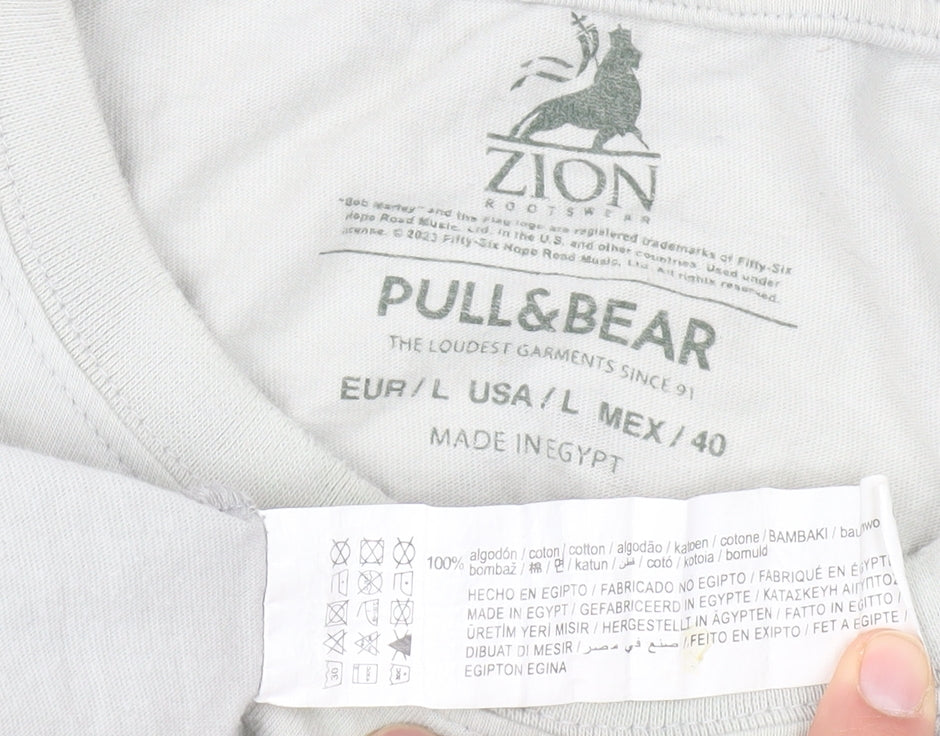 ZION
ROOTSWEAR
"Bob Marley" and the Flag logo are registered trademarks of Fifty-Six
Hope Road Music, Ltd. in the U.S. and other countries. Used under
license. © 2023 Fifty-Six Hope Road Music, Ltd. All rights reserved.
PULL&BEAR
THE LOUDEST GARMENTS SINCE 91
EUR/L USA/L MEX/40
MADE IN EGYPT
100% algodón / coton / cotton / algodão / katoen / cotone / BAMBAKI / baumwo
bombaž / 棉 / 면 / katun / قطن / cotó / kotoia / bomuld
HECHO EN EGIPTO / FABRICADO NO EGIPTO / FABRIQUÉ EN ÉGYPTE
MADE IN EGYPT / GEFABRICEERD IN EGYPTE / ΚΑΤΑΣΚΕΥΗ ΑΙΓΥΠΤΟΣ
ÜRETİM YERİ MISIR / HERGESTELLT IN ÄGYPTEN / FATTO IN EGITTO /
DIBUAT DI MESIR / صنع في مصر / FEITO EN EXIPTO / FET A EGIPTE /
EGIPTON EGINA
30